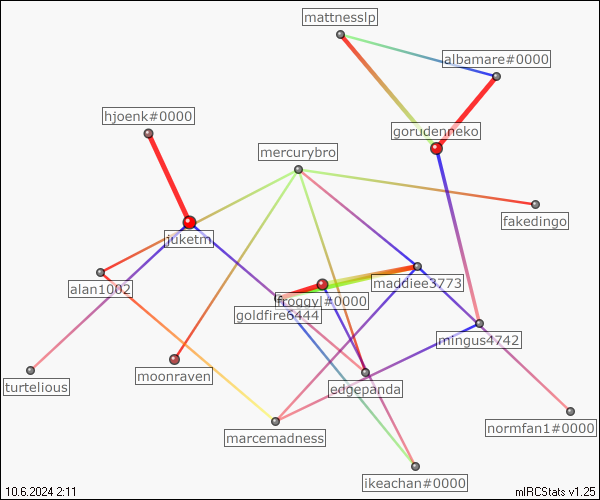 mattnesslp
albamare#0000
hjoenk#0000
gorudenneko
mercurybro
fakedingo
juketm
maddiee3773
alan1002
froggyl#0000
goldfire6444
mingus4742
turtelious
moonraven
edgepanda
normfan1#0000
marcemadness
ikeachan#0000
10.6.2024 2:11
mIRCStats v1.25